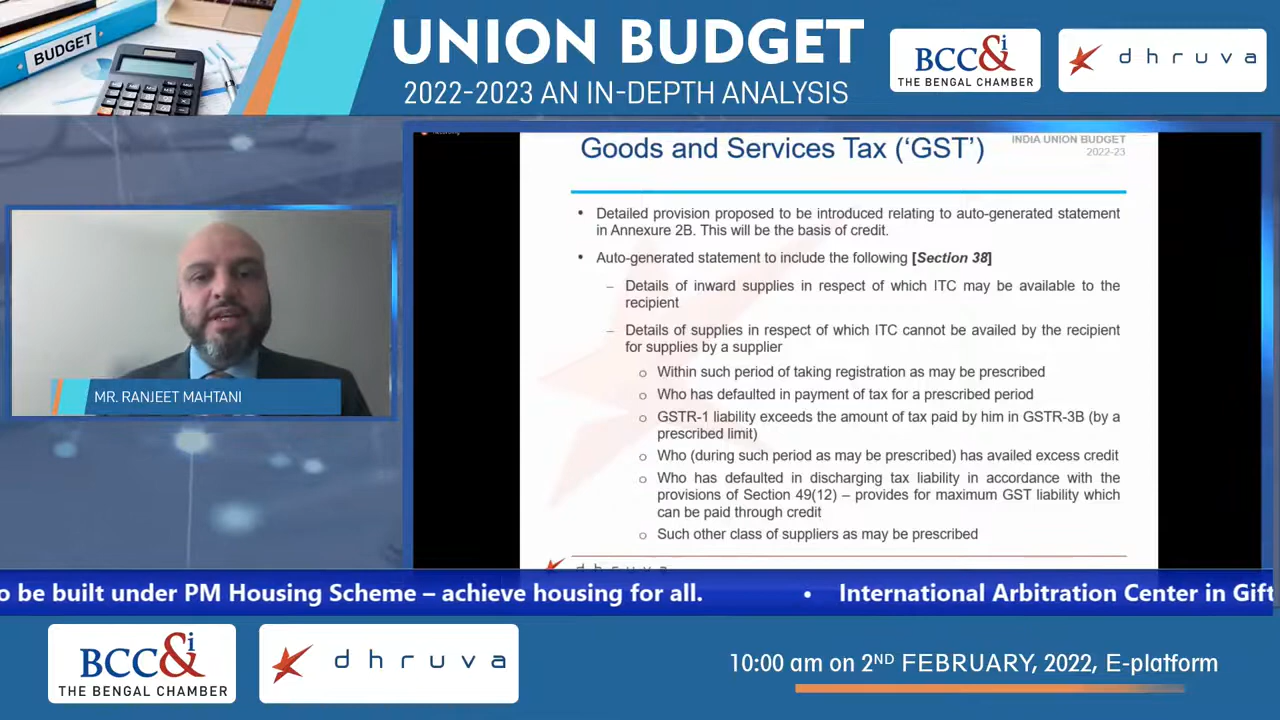 BUDGET
UNION BUDGET
2022-2023 AN IN-DEPTH ANALYSIS
BCC&i
THE BENGAL CHAMBER
dhruva
Goods and Services Tax (‘GST’)
INDIA UNION BUDGET
2022-23
• Detailed provision proposed to be introduced relating to auto-generated statement
in Annexure 2B. This will be the basis of credit.
• Auto-generated statement to include the following [Section 38]
– Details of inward supplies in respect of which ITC may be available to the
recipient
– Details of supplies in respect of which ITC cannot be availed by the recipient
for supplies by a supplier
o Within such period of taking registration as may be prescribed
o Who has defaulted in payment of tax for a prescribed period
o GSTR-1 liability exceeds the amount of tax paid by him in GSTR-3B (by a
prescribed limit)
o Who (during such period as may be prescribed) has availed excess credit
o Who has defaulted in discharging tax liability in accordance with the
provisions of Section 49(12) – provides for maximum GST liability which
can be paid through credit
o Such other class of suppliers as may be prescribed
dhruva
MR. RANJEET MAHTANI
o be built under PM Housing Scheme – achieve housing for all. • International Arbitration Center in Gift
BCC&i
THE BENGAL CHAMBER
dhruva
10:00 am on 2ND FEBRUARY, 2022, E-platform